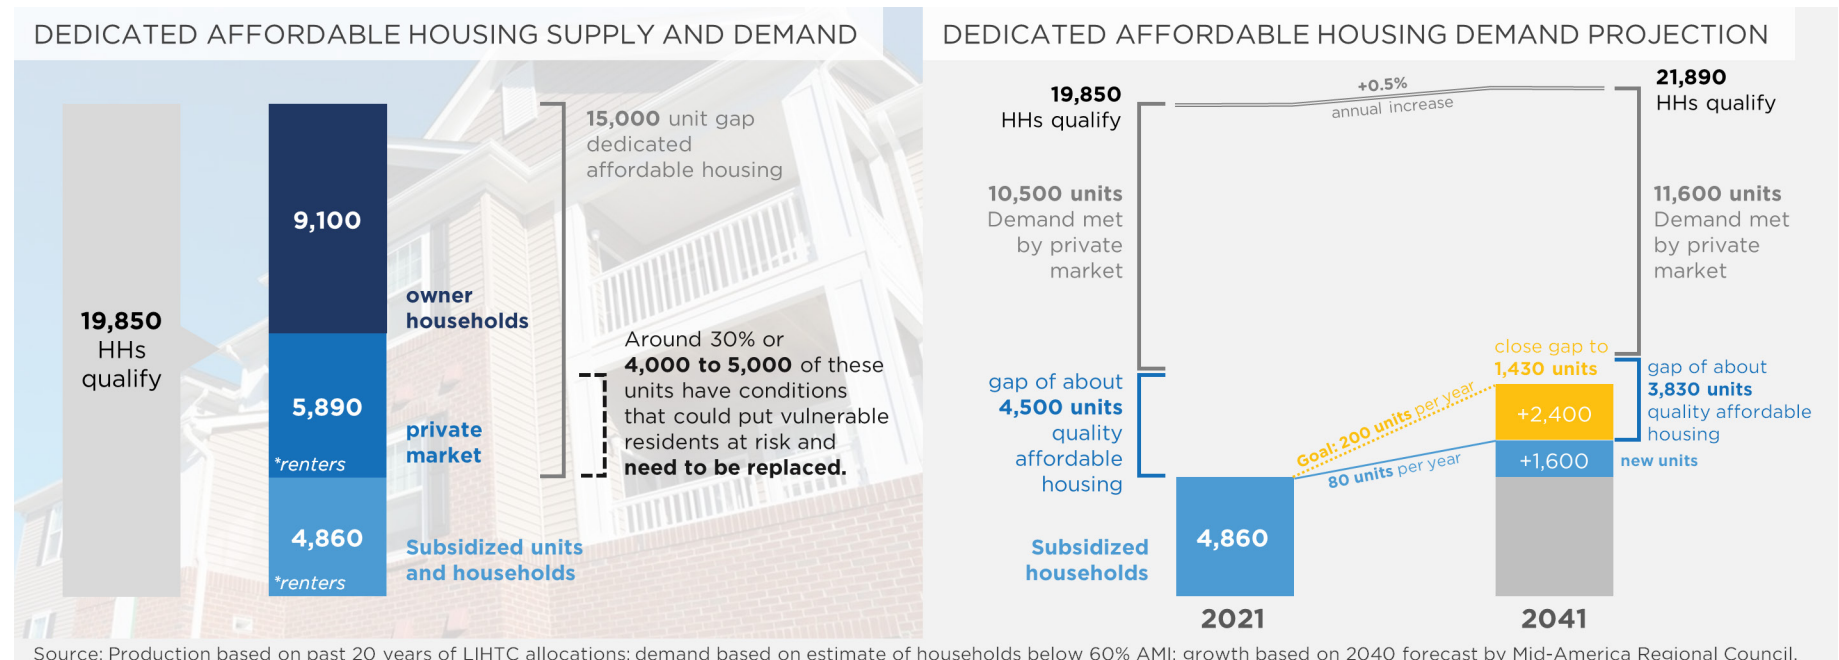 DEDICATED AFFORDABLE HOUSING SUPPLY AND DEMAND
19,850
HHs
qualify
9,100
owner
households
5,890
*renters
private
market
4,860
*renters
Subsidized units
and households
15,000 unit gap
dedicated
affordable housing
Around 30% or
4,000 to 5,000 of these
units have conditions
that could put vulnerable
residents at risk and
need to be replaced.
DEDICATED AFFORDABLE HOUSING DEMAND PROJECTION
19,850
HHs qualify
+0.5%
annual increase
21,890
HHs qualify
10,500 units
Demand met
by private
market
11,600 units
Demand met
by private
market
gap of about
4,500 units
quality
affordable
housing
close gap to
1,430 units
gap of about
3,830 units
quality affordable
housing
Goal: 200 units per year
80 units per year
+2,400
+1,600
new units
Subsidized
households
4,860
2021
2041
Source: Production based on past 20 years of LIHTC allocations; demand based on estimate of households below 60% AMI; growth based on 2040 forecast by Mid-America Regional Council.